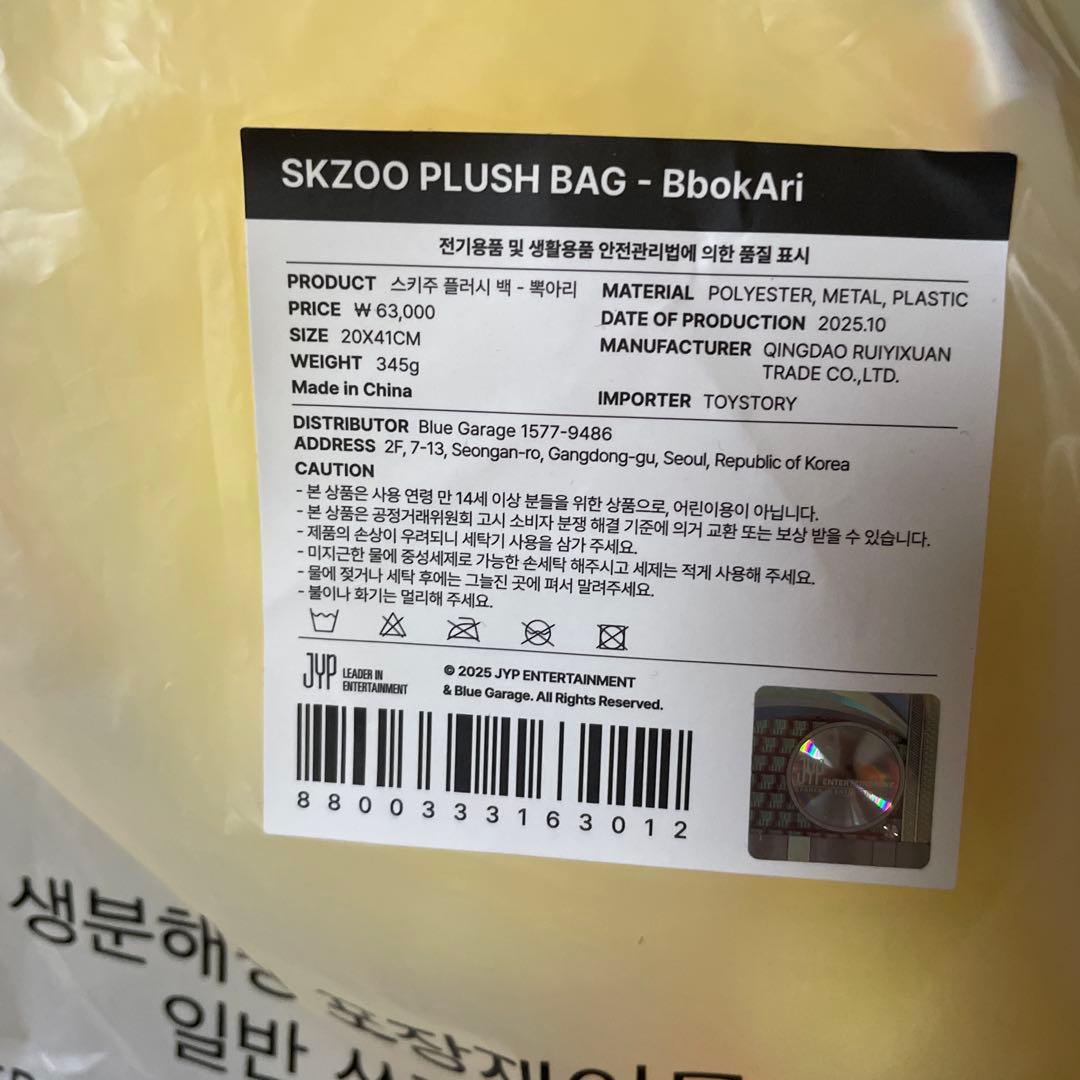 SKZOO PLUSH BAG - BbokAri
전기용품 및 생활용품 안전관리법에 의한 품질 표시
PRODUCT 스키주 플러시 백 - 뽁아리
PRICE ₩ 63,000
SIZE 20X41CM
WEIGHT 345g
Made in China
MATERIAL POLYESTER, METAL, PLASTIC
DATE OF PRODUCTION 2025.10
MANUFACTURER QINGDAO RUIYIXUAN
TRADE CO.,LTD.
IMPORTER TOYSTORY
DISTRIBUTOR Blue Garage 1577-9486
ADDRESS 2F, 7-13, Seongan-ro, Gangdong-gu, Seoul, Republic of Korea
CAUTION
- 본 상품은 사용 연령 만 14세 이상 분들을 위한 상품으로, 어린이용이 아닙니다.
- 본 상품은 공정거래위원회 고시 소비자 분쟁 해결 기준에 의거 교환 또는 보상 받을 수 있습니다.
- 제품의 손상이 우려되니 세탁기 사용을 삼가 주세요.
- 미지근한 물에 중성세제로 가능한 손세탁 해주시고 세제는 적게 사용해 주세요.
- 물에 젖거나 세탁 후에는 그늘진 곳에 펴서 말려주세요.
- 불이나 화기는 멀리해 주세요.
JYP LEADER IN
ENTERTAINMENT
© 2025 JYP ENTERTAINMENT
& Blue Garage. All Rights Reserved.
8800333163012
JYP ENTERTAINMENT
생분해성 포장재
일반